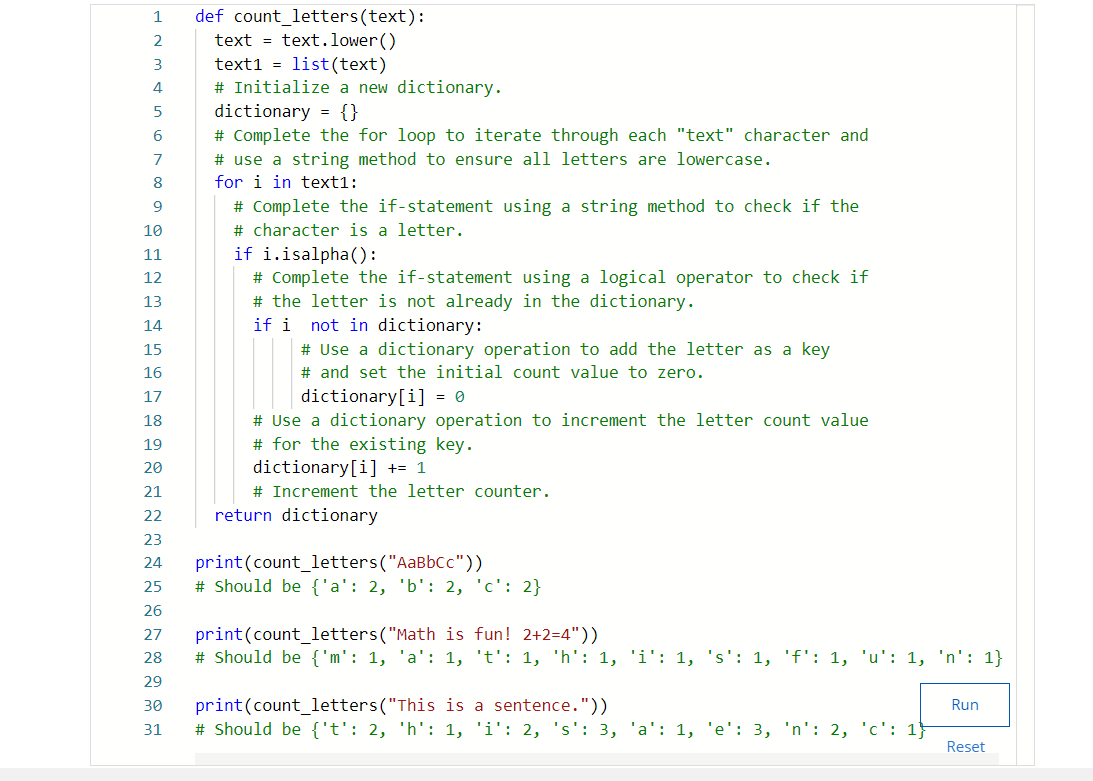 1 def count_letters(text):
2   text = text.lower()
3   text1 = list(text)
4   # Initialize a new dictionary.
5   dictionary = {}
6   # Complete the for loop to iterate through each "text" character and
7   # use a string method to ensure all letters are lowercase.
8   for i in text1:
9     # Complete the if-statement using a string method to check if the
10     # character is a letter.
11     if i.isalpha():
12       # Complete the if-statement using a logical operator to check if
13       # the letter is not already in the dictionary.
14       if i  not in dictionary:
15            # Use a dictionary operation to add the letter as a key
16            # and set the initial count value to zero.
17            dictionary[i] = 0
18       # Use a dictionary operation to increment the letter count value
19       # for the existing key.
20       dictionary[i] += 1
21       # Increment the letter counter.
22   return dictionary
23
24 print(count_letters("AaBbCc"))
25 # Should be {'a': 2, 'b': 2, 'c': 2}
26
27 print(count_letters("Math is fun! 2+2=4"))
28 # Should be {'m': 1, 'a': 1, 't': 1, 'h': 1, 'i': 1, 's': 1, 'f': 1, 'u': 1, 'n': 1}
29
30 print(count_letters("This is a sentence."))
31 # Should be {'t': 2, 'h': 1, 'i': 2, 's': 3, 'a': 1, 'e': 3, 'n': 2, 'c': 1}
Run
Reset